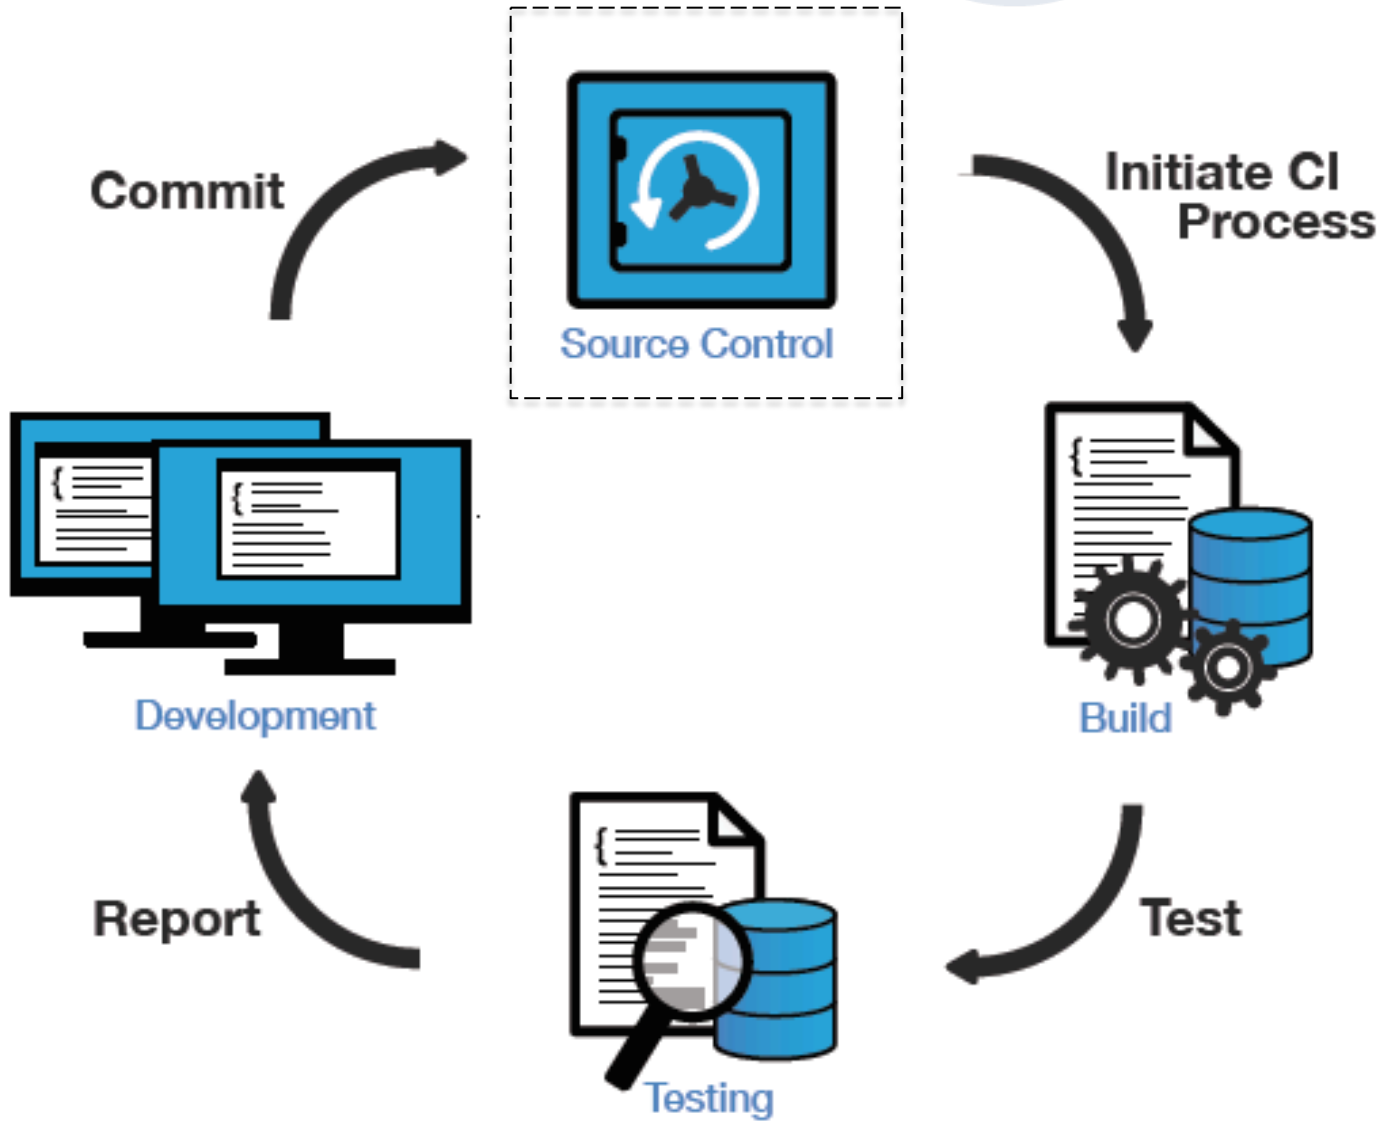 Commit
Initiate CI
Process
Source Control
Development
Build
Report
Test
Testing